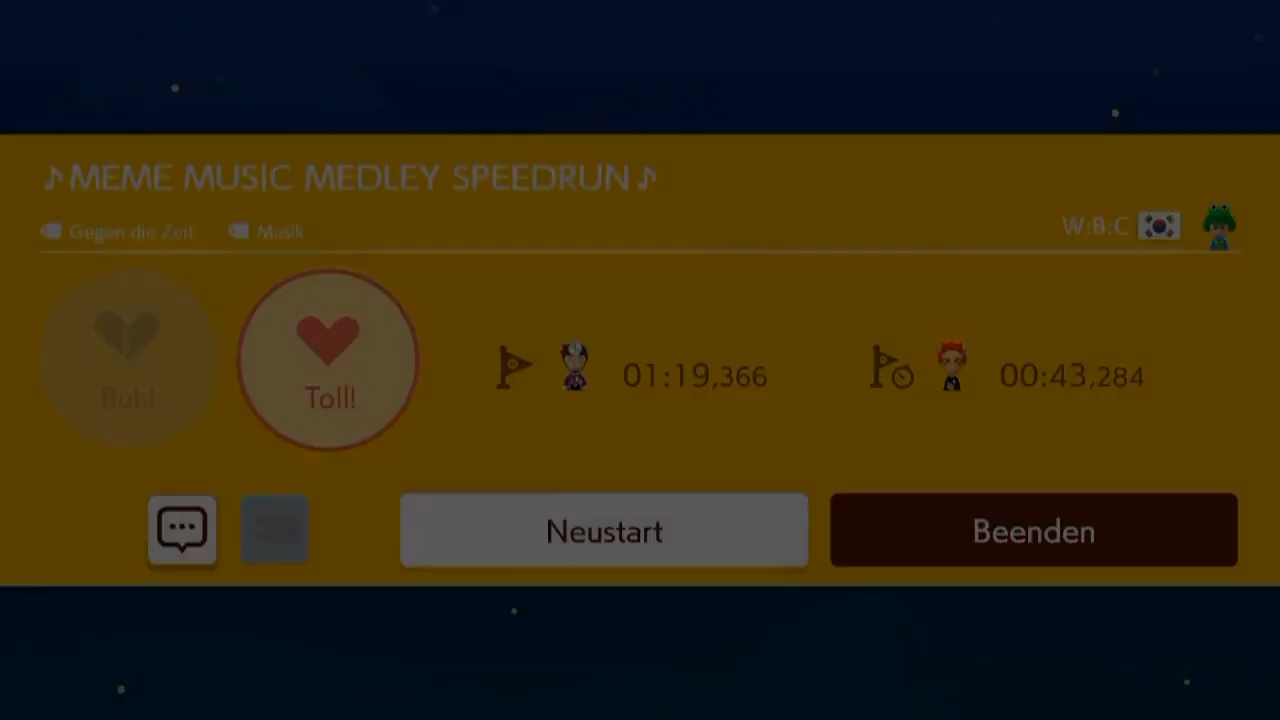 ♪MEME MUSIC MEDLEY SPEEDRUN♪
Gegen die Zeit Musik
W:B:C
Buh! Toll!
01:19,366 00:43,284
Neustart Beenden